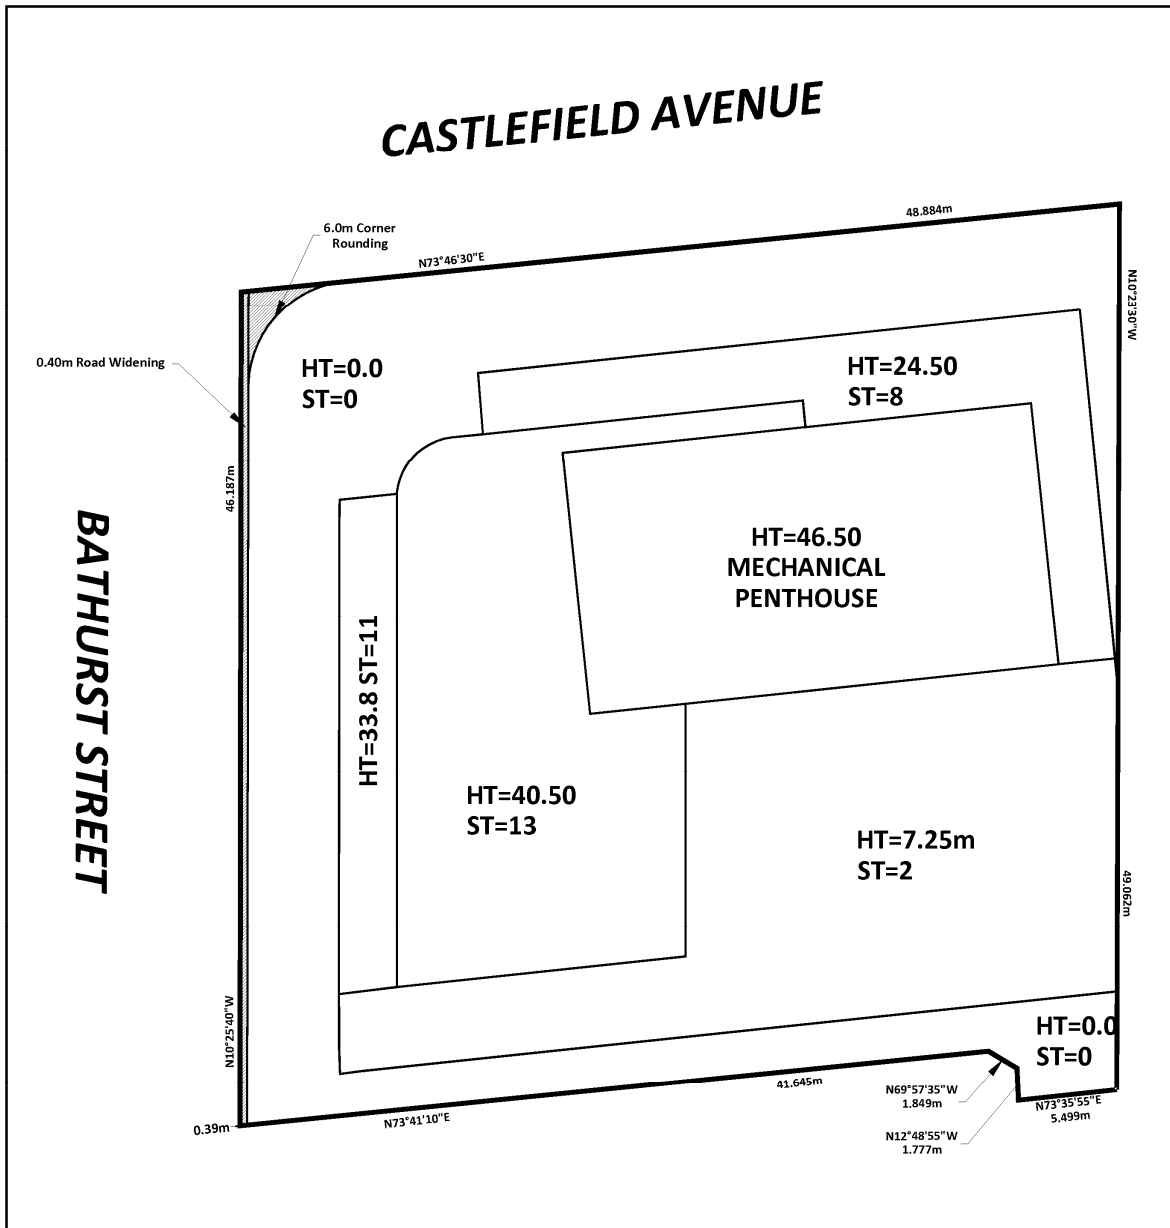 CASTLEFIELD AVENUE
48.884m
6.0m Corner
Rounding
N73°46'30"E
N10°23'30"W
0.40m Road Widening
HT=0.0
ST=0
HT=24.50
ST=8
46.187m
BATHURST STREET
HT=46.50
MECHANICAL
PENTHOUSE
HT=33.8 ST=11
HT=40.50
ST=13
HT=7.25m
ST=2
49.062m
N10°25'40"W
HT=0.0
ST=0
41.645m
N69°57'35"W
1.849m
N73°35'55"E
5.499m
0.39m
N73°41'10"E
N12°48'55"W
1.777m